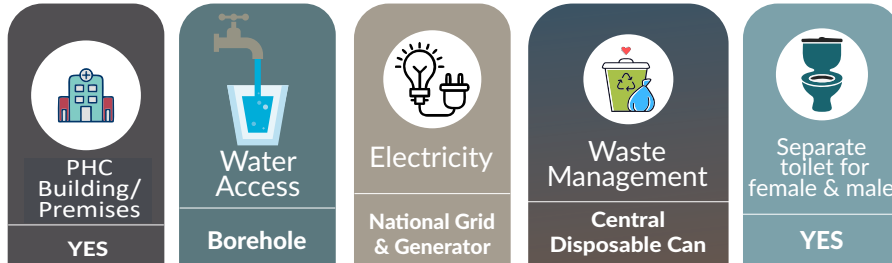 PHC
Building/
Premises
YES
Water
Access
Borehole
Electricity
National Grid
& Generator
Waste
Management
Central
Disposable Can
Separate
toilet for
female & male
YES